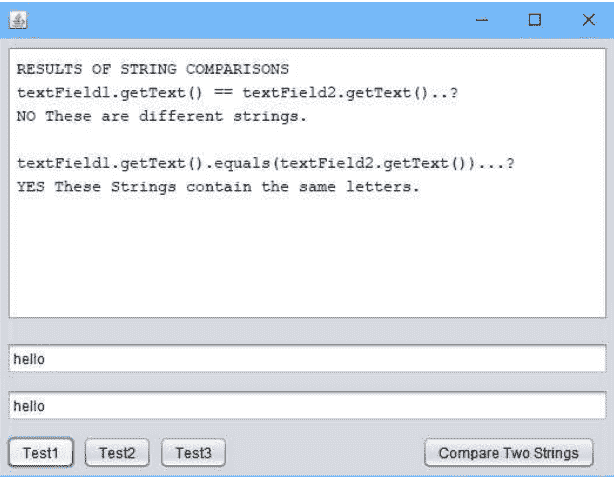 RESULTS OF STRING COMPARISONS
textField1.getText() == textField2.getText()..?
NO These are different strings.
textField1.getText().equals(textField2.getText())...?
YES These Strings contain the same letters.
hello
hello
Test1 Test2 Test3 Compare Two Strings